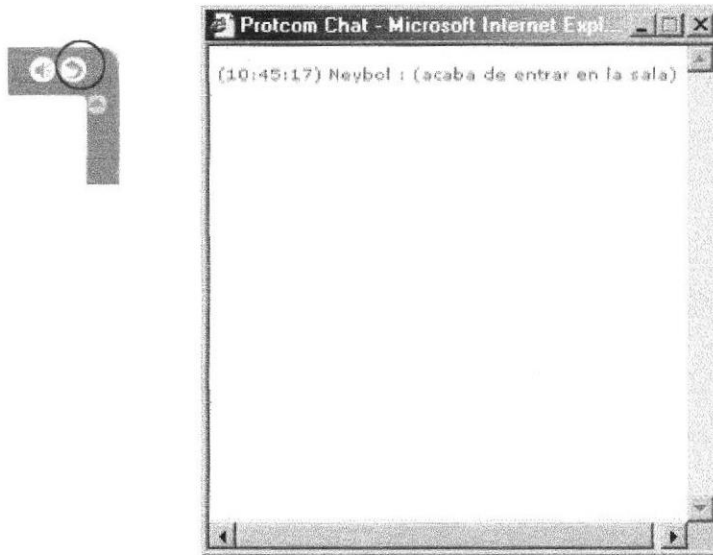 Protcom Chat - Microsoft Internet Expl...
(10:45:17) Neybol : (acaba de entrar en la sala)